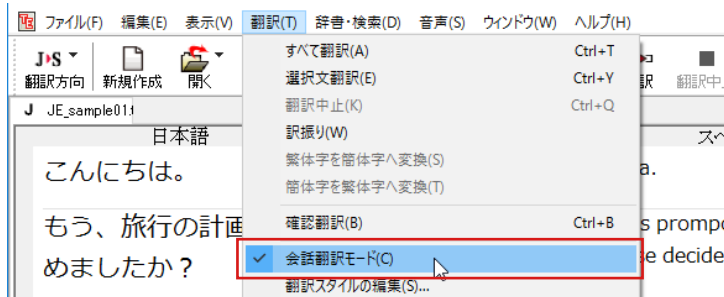 ファイル(F) 編集(E) 表示(V) 翻訳(T) 辞書・検索(D) 音声(S) ウィンドウ(W) ヘルプ(H)
J▶S
翻訳方向 新規作成 開く
すべて翻訳(A) Ctrl+T
選択文翻訳(E) Ctrl+Y
翻訳中止(K) Ctrl+Q
訳振り(W)
繁体字を簡体字へ変換(S)
簡体字を繁体字へ変換(T)
確認翻訳(B) Ctrl+B
会話翻訳モード(C)
翻訳スタイルの編集(S)...
訳 翻訳中
J JE_sample01.
日本語
こんにちは。
a.
もう、旅行の計画
めましたか？
s prompo
se decide